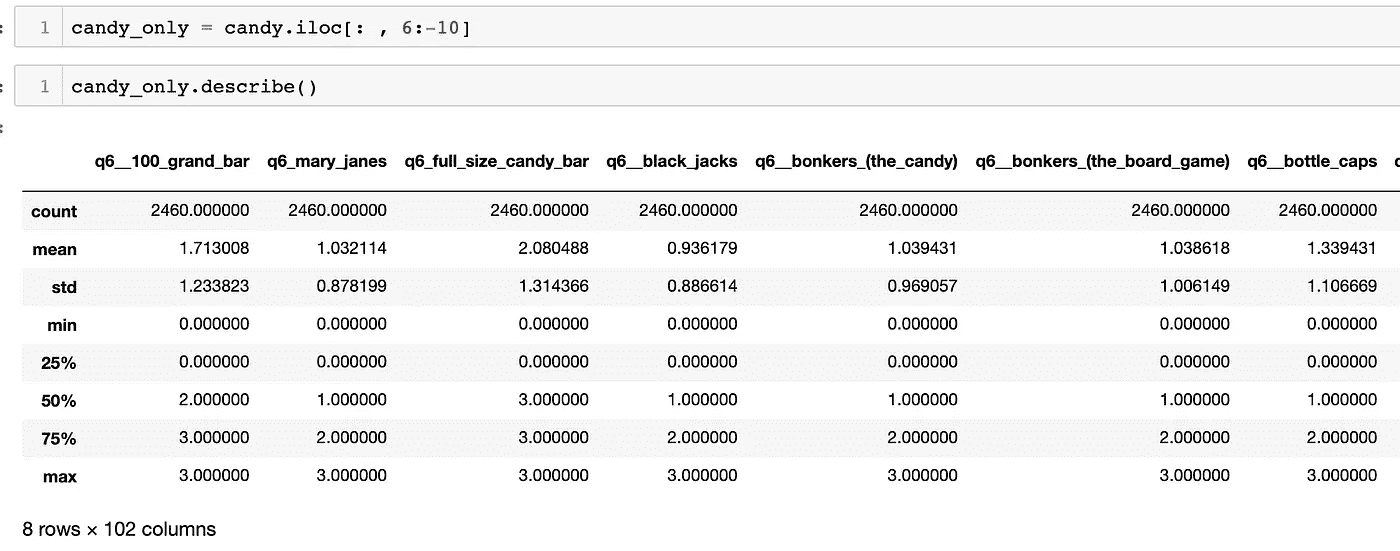 1 candy_only = candy.iloc[: , 6:-10]
1 candy_only.describe()
q6__100_grand_bar q6_mary_janes q6_full_size_candy_bar q6__black_jacks q6__bonkers_(the_candy) q6__bonkers_(the_board_game) q6__bottle_caps
count 2460.000000 2460.000000 2460.000000 2460.000000 2460.000000 2460.000000 2460.000000
mean 1.713008 1.032114 2.080488 0.936179 1.039431 1.038618 1.339431
std 1.233823 0.878199 1.314366 0.886614 0.969057 1.006149 1.106669
min 0.000000 0.000000 0.000000 0.000000 0.000000 0.000000 0.000000
25% 0.000000 0.000000 0.000000 0.000000 0.000000 0.000000 0.000000
50% 2.000000 1.000000 3.000000 1.000000 1.000000 1.000000 1.000000
75% 3.000000 2.000000 3.000000 2.000000 2.000000 2.000000 2.000000
max 3.000000 3.000000 3.000000 3.000000 3.000000 3.000000 3.000000
8 rows × 102 columns